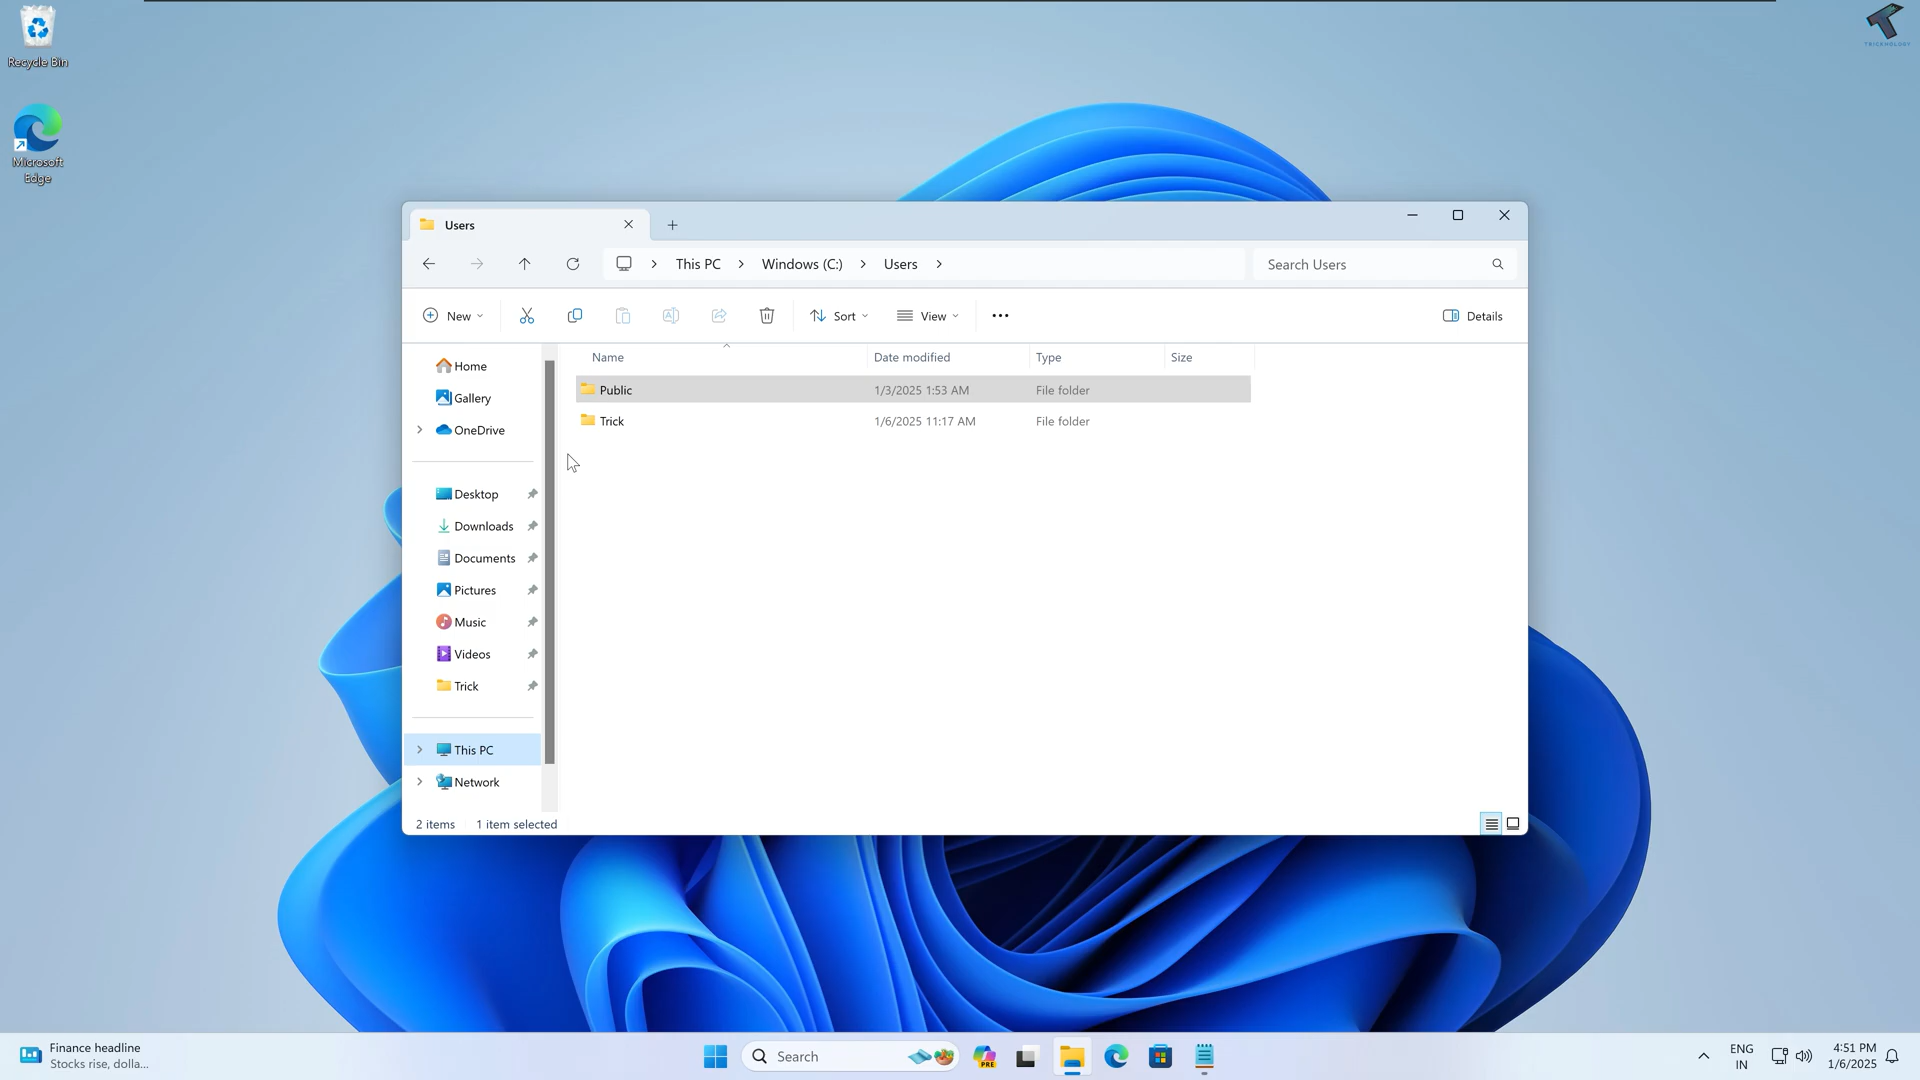 Recycle Bin
Microsoft
Edge
TRICKNOLOGY
Users
This PC
Windows (C:)
Users
Search Users
New
Sort
View
Details
Name
Date modified
Type
Size
Public
1/3/2025 1:53 AM
File folder
Trick
1/6/2025 11:17 AM
File folder
Home
Gallery
OneDrive
Desktop
Downloads
Documents
Pictures
Music
Videos
Trick
This PC
Network
2 items
1 item selected
Finance headline
Stocks rise, dolla...
Search
PRE
ENG
IN
4:51 PM
1/6/2025